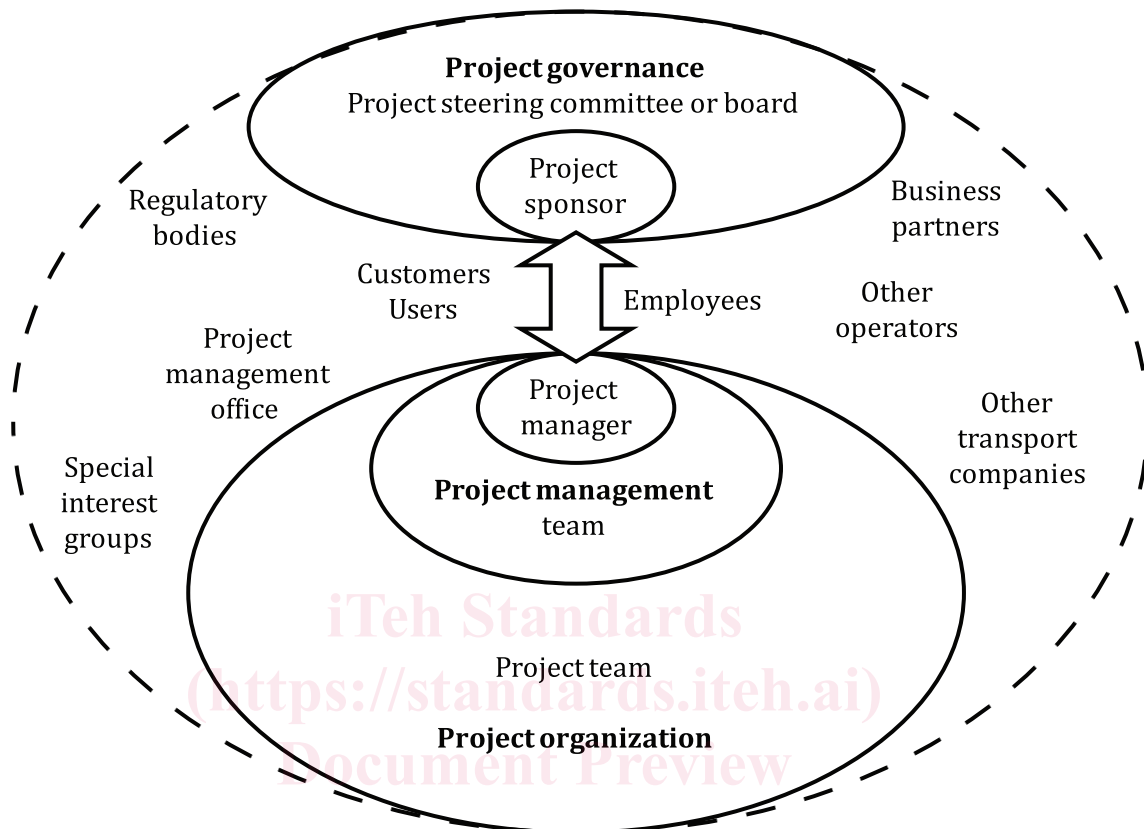 Project governance
Project steering committee or board
Project
sponsor
Regulatory
bodies
Business
partners
Customers
Users
Employees
Other
operators
Project
management
office
Project
manager
Other
transport
companies
Special
interest
groups
Project management
team
iTeh Standards
Project team
(https://standards.iteh.ai)
Project organization
Document Preview